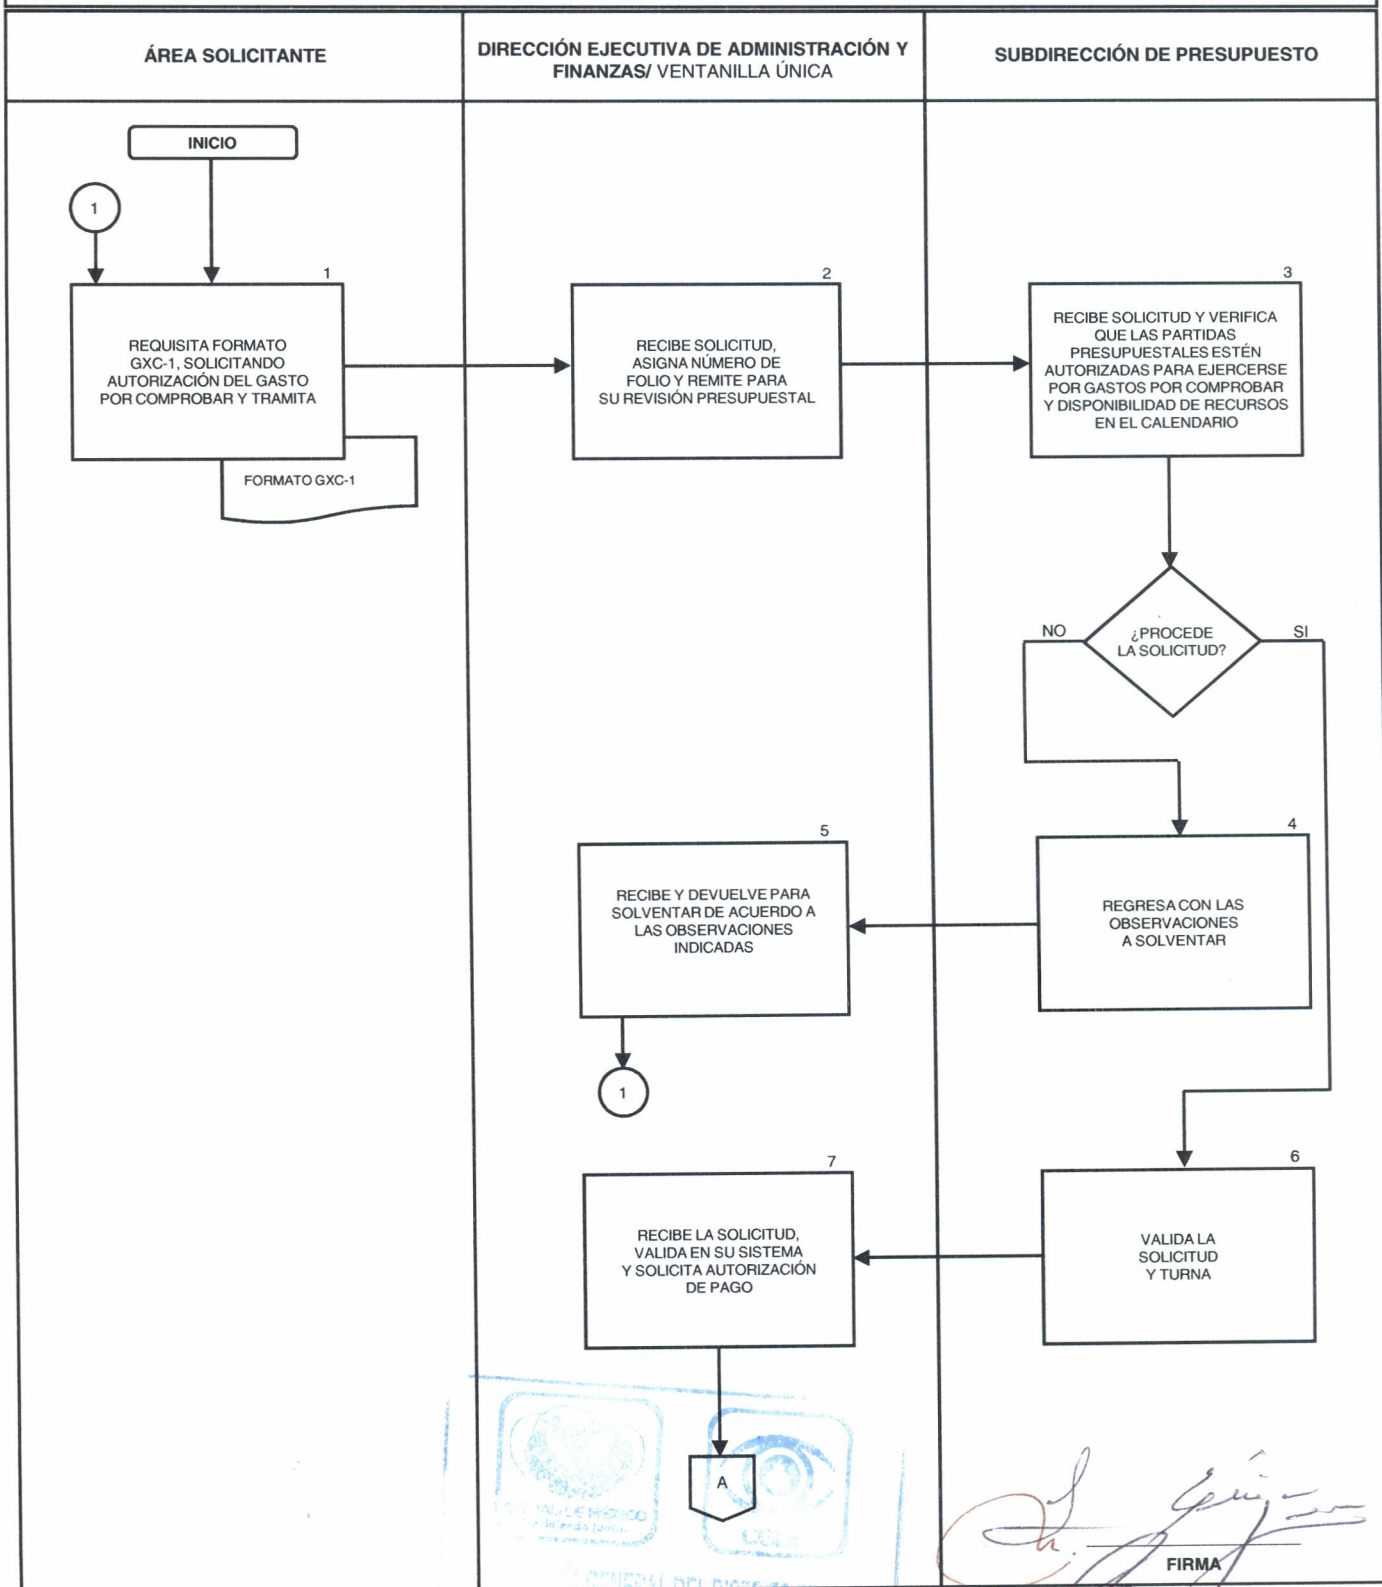 ÁREA SOLICITANTE
DIRECCIÓN EJECUTIVA DE ADMINISTRACIÓN Y
FINANZAS/ VENTANILLA ÚNICA
SUBDIRECCIÓN DE PRESUPUESTO
INICIO
1
1
REQUISITA FORMATO
GXC-1, SOLICITANDO
AUTORIZACIÓN DEL GASTO
POR COMPROBAR Y TRAMITA
FORMATO GXC-1
2
RECIBE SOLICITUD,
ASIGNA NÚMERO DE
FOLIO Y REMITE PARA
SU REVISIÓN PRESUPUESTAL
3
RECIBE SOLICITUD Y VERIFICA
QUE LAS PARTIDAS
PRESUPUESTALES ESTÉN
AUTORIZADAS PARA EJERCERSE
POR GASTOS POR COMPROBAR
Y DISPONIBILIDAD DE RECURSOS
EN EL CALENDARIO
NO
¿PROCEDE
LA SOLICITUD?
SI
4
REGRESA CON LAS
OBSERVACIONES
A SOLVENTAR
5
RECIBE Y DEVUELVE PARA
SOLVENTAR DE ACUERDO A
LAS OBSERVACIONES
INDICADAS
1
6
VALIDA LA
SOLICITUD
Y TURNA
7
RECIBE LA SOLICITUD,
VALIDA EN SU SISTEMA
Y SOLICITA AUTORIZACIÓN
DE PAGO
A
DE MÉXICO
GENERAL DEL
FIRMA